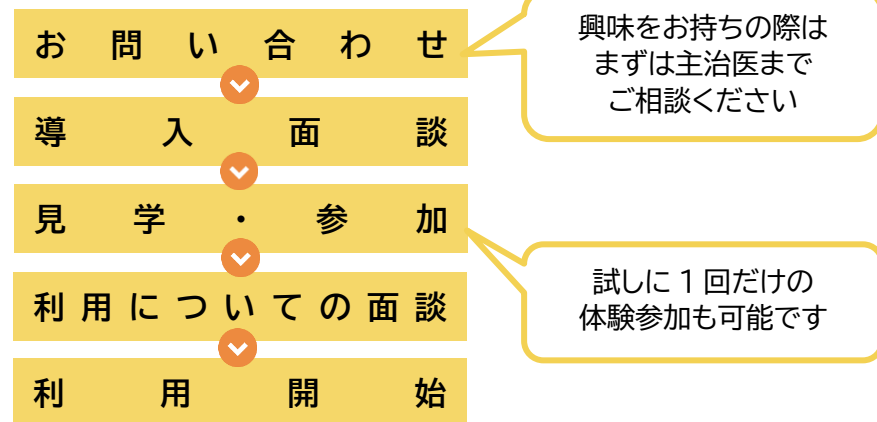 お問い合わせ
興味をお持ちの際は
まずは主治医まで
ご相談ください
導入面談
見学・参加
試しに1回だけの
体験参加も可能です
利用についての面談
利用開始